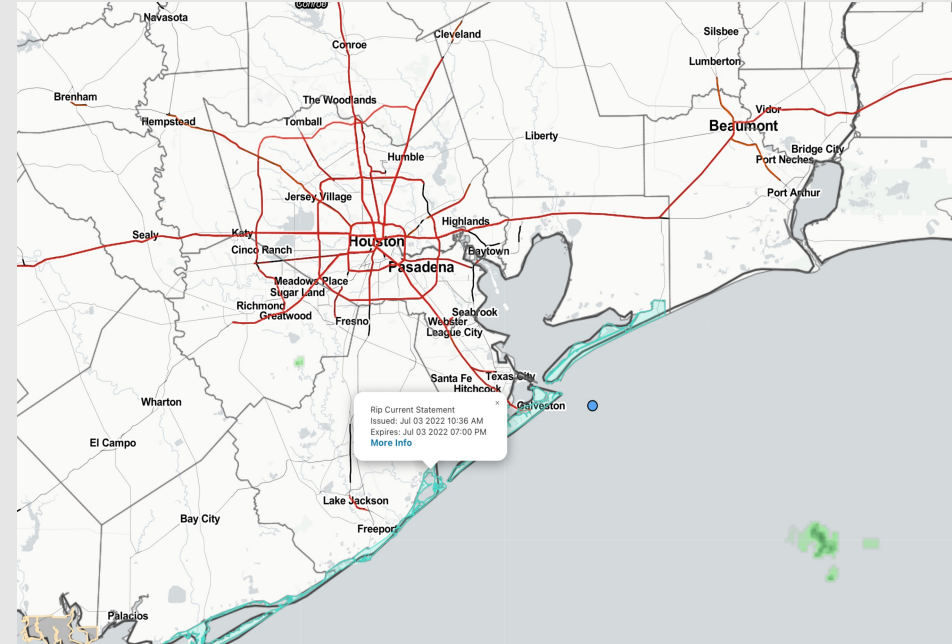 Conroe
Navasota
Cleveland
Silsbee
Conroe
Lumberton
Brenham
The Woodlands
Vidor
Hempstead
Tomball
Beaumont
Liberty
Bridge City
Humble
Port Neches
Jersey Village
Port Arthur
Highlands
Sealy
Katy
Houston
Cinco Ranch
Baytown
Pasadena
Meadows Place
Sugar Land
Richmond
Greatwood
Fresno
Seabrook
Webster
League City
Santa Fe
Texas City
Hitchcock
Wharton
Galveston
×
Rip Current Statement
Issued: Jul 03 2022 10:36 AM
Expires: Jul 03 2022 07:00 PM
More Info
El Campo
Lake Jackson
Bay City
Freeport
Palacios